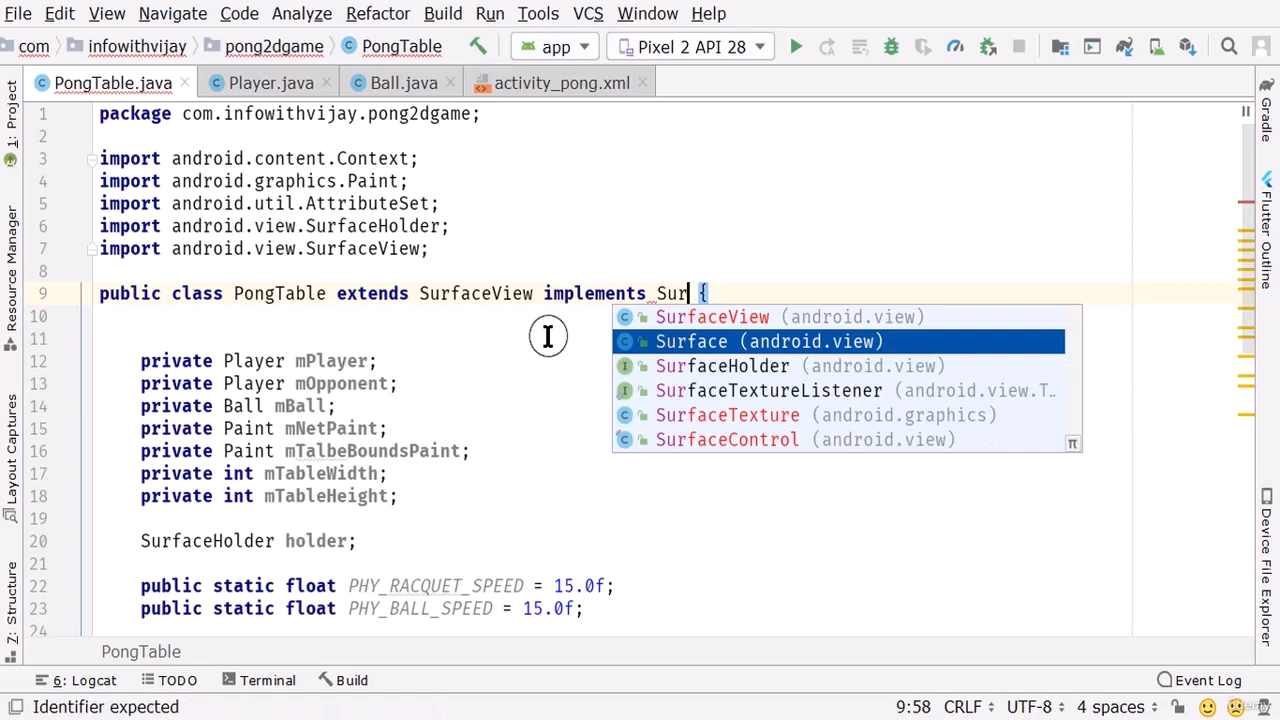 File Edit View Navigate Code Analyze Refactor Build Run Tools VCS Window Help
com infowithvijay pong2dgame PongTable app Pixel 2 API 28
PongTable.java Player.java Ball.java activity_pong.xml
1: Project
Resource Manager
Layout Captures
Z: Structure
1 package com.infowithvijay.pong2dgame;
2
3 import android.content.Context;
4 import android.graphics.Paint;
5 import android.util.AttributeSet;
6 import android.view.SurfaceHolder;
7 import android.view.SurfaceView;
8
9 public class PongTable extends SurfaceView implements Sur {
10
11
12 private Player mPlayer;
13 private Player mOpponent;
14 private Ball mBall;
15 private Paint mNetPaint;
16 private Paint mTalbeBoundsPaint;
17 private int mTableWidth;
18 private int mTableHeight;
19
20 SurfaceHolder holder;
21
22 public static float PHY_RACQUET_SPEED = 15.0f;
23 public static float PHY_BALL_SPEED = 15.0f;
24
SurfaceView (android.view)
Surface (android.view)
SurfaceHolder (android.view)
SurfaceTextureListener (android.view.T…
SurfaceTexture (android.graphics)
SurfaceControl (android.view)
π
Gradle
Flutter Outline
Device File Explorer
PongTable
6: Logcat TODO Terminal Build Event Log
Identifier expected 9:58 CRLF UTF-8 4 spaces